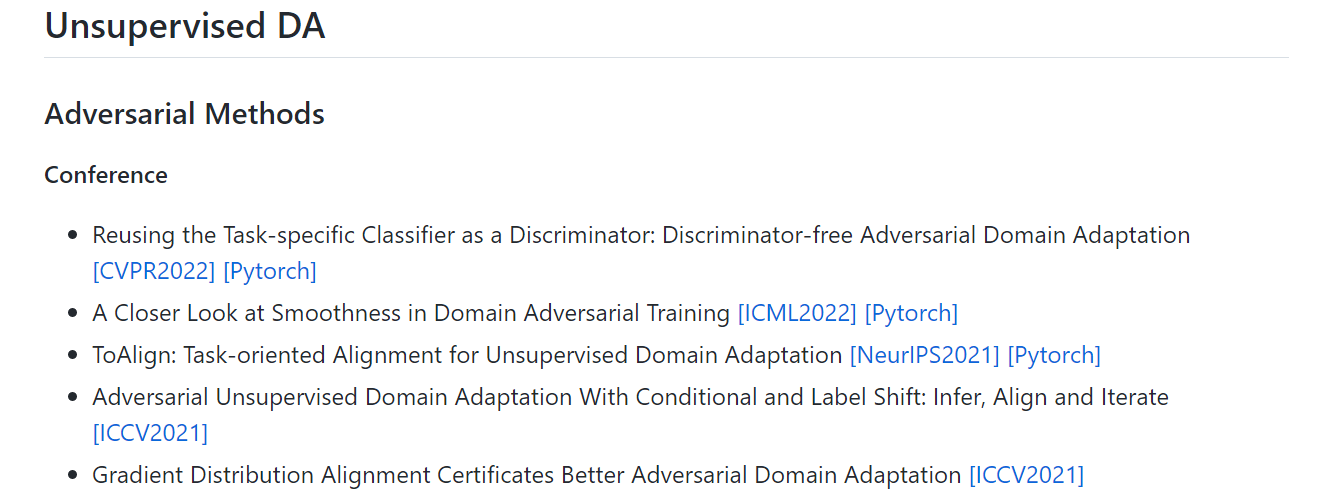 Unsupervised DA
Adversarial Methods
Conference
Reusing the Task-specific Classifier as a Discriminator: Discriminator-free Adversarial Domain Adaptation
[CVPR2022] [Pytorch]
A Closer Look at Smoothness in Domain Adversarial Training [ICML2022] [Pytorch]
ToAlign: Task-oriented Alignment for Unsupervised Domain Adaptation [NeurIPS2021] [Pytorch]
Adversarial Unsupervised Domain Adaptation With Conditional and Label Shift: Infer, Align and Iterate
[ICCV2021]
Gradient Distribution Alignment Certificates Better Adversarial Domain Adaptation [ICCV2021]